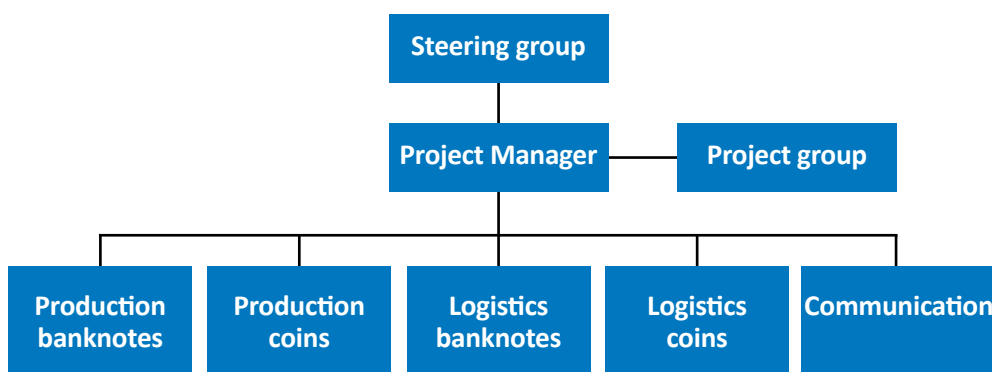 Steering group
Project Manager
Project group
Production
banknotes
Production
coins
Logistics
banknotes
Logistics
coins
Communication